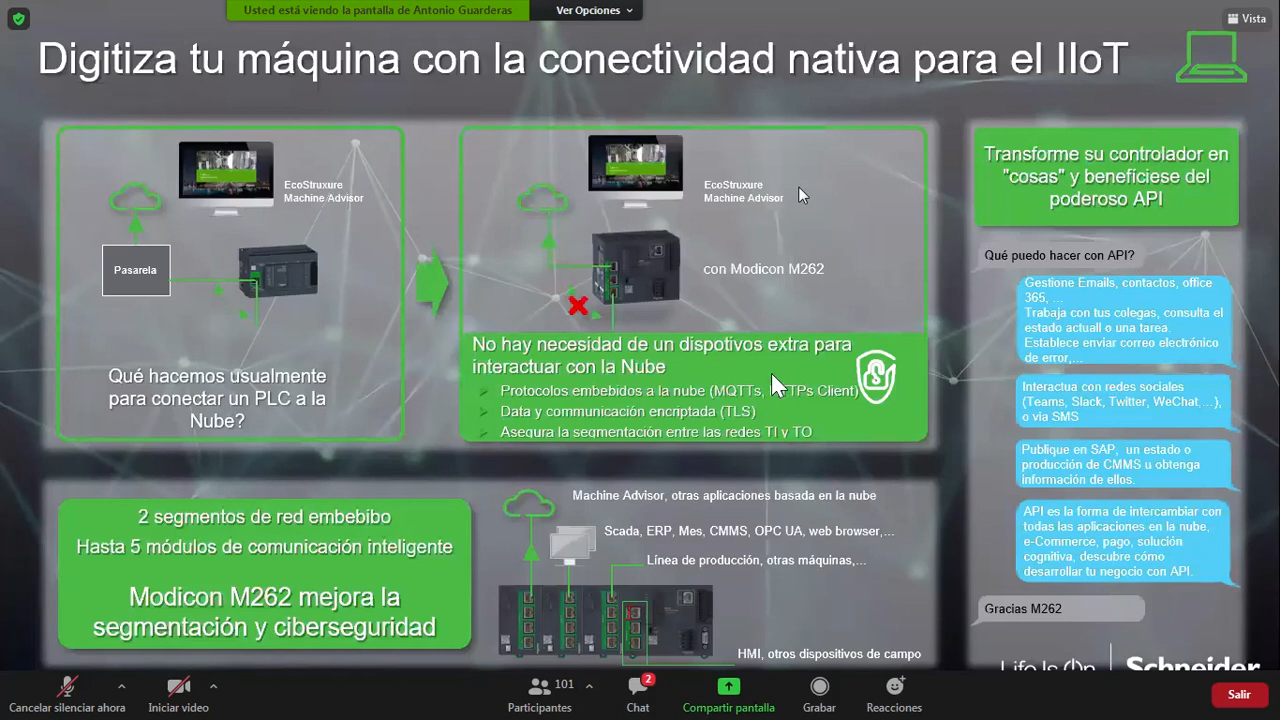 Usted está viendo la pantalla de Antonio Guarderas
Ver Opciones
Vista
Digitiza tu máquina con la conectividad nativa para el IIoT
EcoStruxure
Machine Advisor
Pasarela
Qué hacemos usualmente
para conectar un PLC a la
Nube?
EcoStruxure
Machine Advisor
con Modicon M262
No hay necesidad de un dispotivos extra para
interactuar con la Nube
Protocolos embebidos a la nube (MQTTs, Client)
Data y communicación encriptada (TLS)
Asegura la segmentación entre las redes TI y TO
Transforme su controlador en
"cosas" y benefíciese del
poderoso API
Qué puedo hacer con API?
Gestione Emails, contactos, office
365, ...
Trabaja con tus colegas, consulta el
estado actuall o una tarea.
Establece enviar correo electrónico
de error,...
Interactua con redes sociales
(Teams, Slack, Twitter, WeChat,...),
o via SMS
Publique en SAP, un estado o
producción de CMMS u obtenga
información de ellos.
API es la forma de intercambiar con
todas las aplicaciones en la nube,
e-Commerce, pago, solución
cognitiva, descubre cómo
desarrollar tu negocio con API.
Gracias M262
2 segmentos de red embebibo
Hasta 5 módulos de comunicación inteligente
Modicon M262 mejora la
segmentación y ciberseguridad
Machine Advisor, otras aplicaciones basada en la nube
Scada, ERP, Mes, CMMS, OPC UA, web browser,...
Línea de producción, otras máquinas,...
HMI, otros dispositivos de campo
Life Is On Schneider
Cancelar silenciar ahora
Iniciar video
101
Participantes
2
Chat
Compartir pantalla
Grabar
Reacciones
Salir